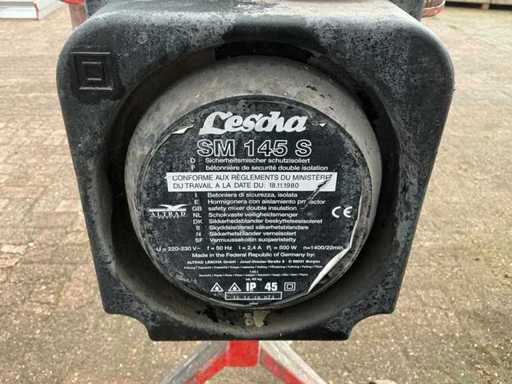 Lescha
SM 145 S
D Sicherheitsmischer schutzisoliert
F bétonnière de securité double isolation
CONFORME AUX RÈGLEMENTS DU MINISTÈRE
DU TRAVAIL A LA DATE DU: 18.11.1980
I Betoniera di sicurezza, isolata
E Hormigonera con aislamiento protector
GB safety mixer double insulation
NL Schokvaste veiligheidsmenger
DK Sikkerhedsblander beskyttelsesisoleret
S Skyddsisolerad säkerhetsblandare
N Sikkerhetsblander verneisolert
SF Varmuussekoitin suojaeristetty
ALTRAD
CE
U = 220-230 V~ f = 50 Hz I = 2,4 A P₁ = 500 W n=1400/22min
Made in the Federal Republic of Germany by:
ALTRAD LESCHA GmbH
IP 45